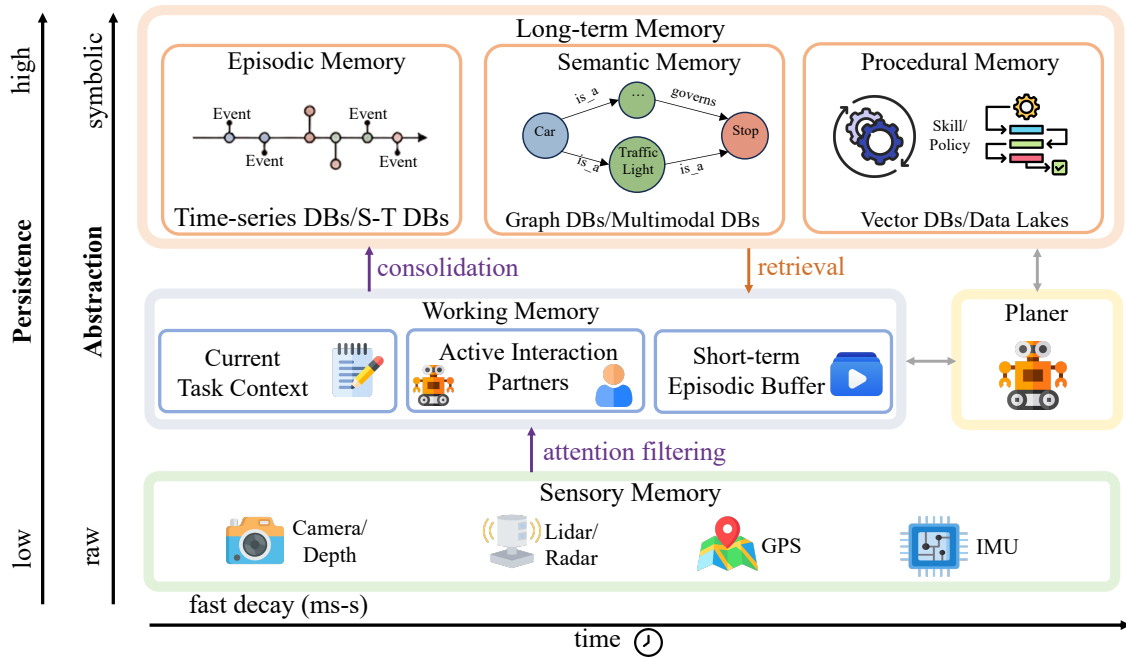 Persistence
high
low
Abstraction
symbolic
raw
Long-term Memory
Episodic Memory
Event
Event
Event
Event
Time-series DBs/S-T DBs
Semantic Memory
Car
is_a
is_a
...
Traffic
Light
governs
is_a
Stop
Graph DBs/Multimodal DBs
Procedural Memory
Skill/
Policy
Vector DBs/Data Lakes
consolidation
retrieval
Working Memory
Current
Task Context
Active Interaction
Partners
Short-term
Episodic Buffer
Planer
attention filtering
Sensory Memory
Camera/
Depth
Lidar/
Radar
GPS
IMU
fast decay (ms-s)
time